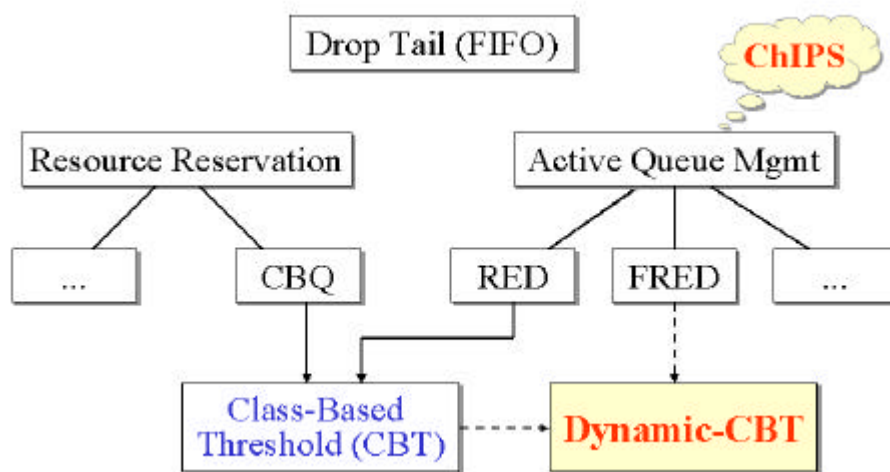 Drop Tail (FIFO)
ChIPS
Resource Reservation
Active Queue Mgmt
...
CBQ
RED
FRED
...
Class-Based
Threshold (CBT)
Dynamic-CBT